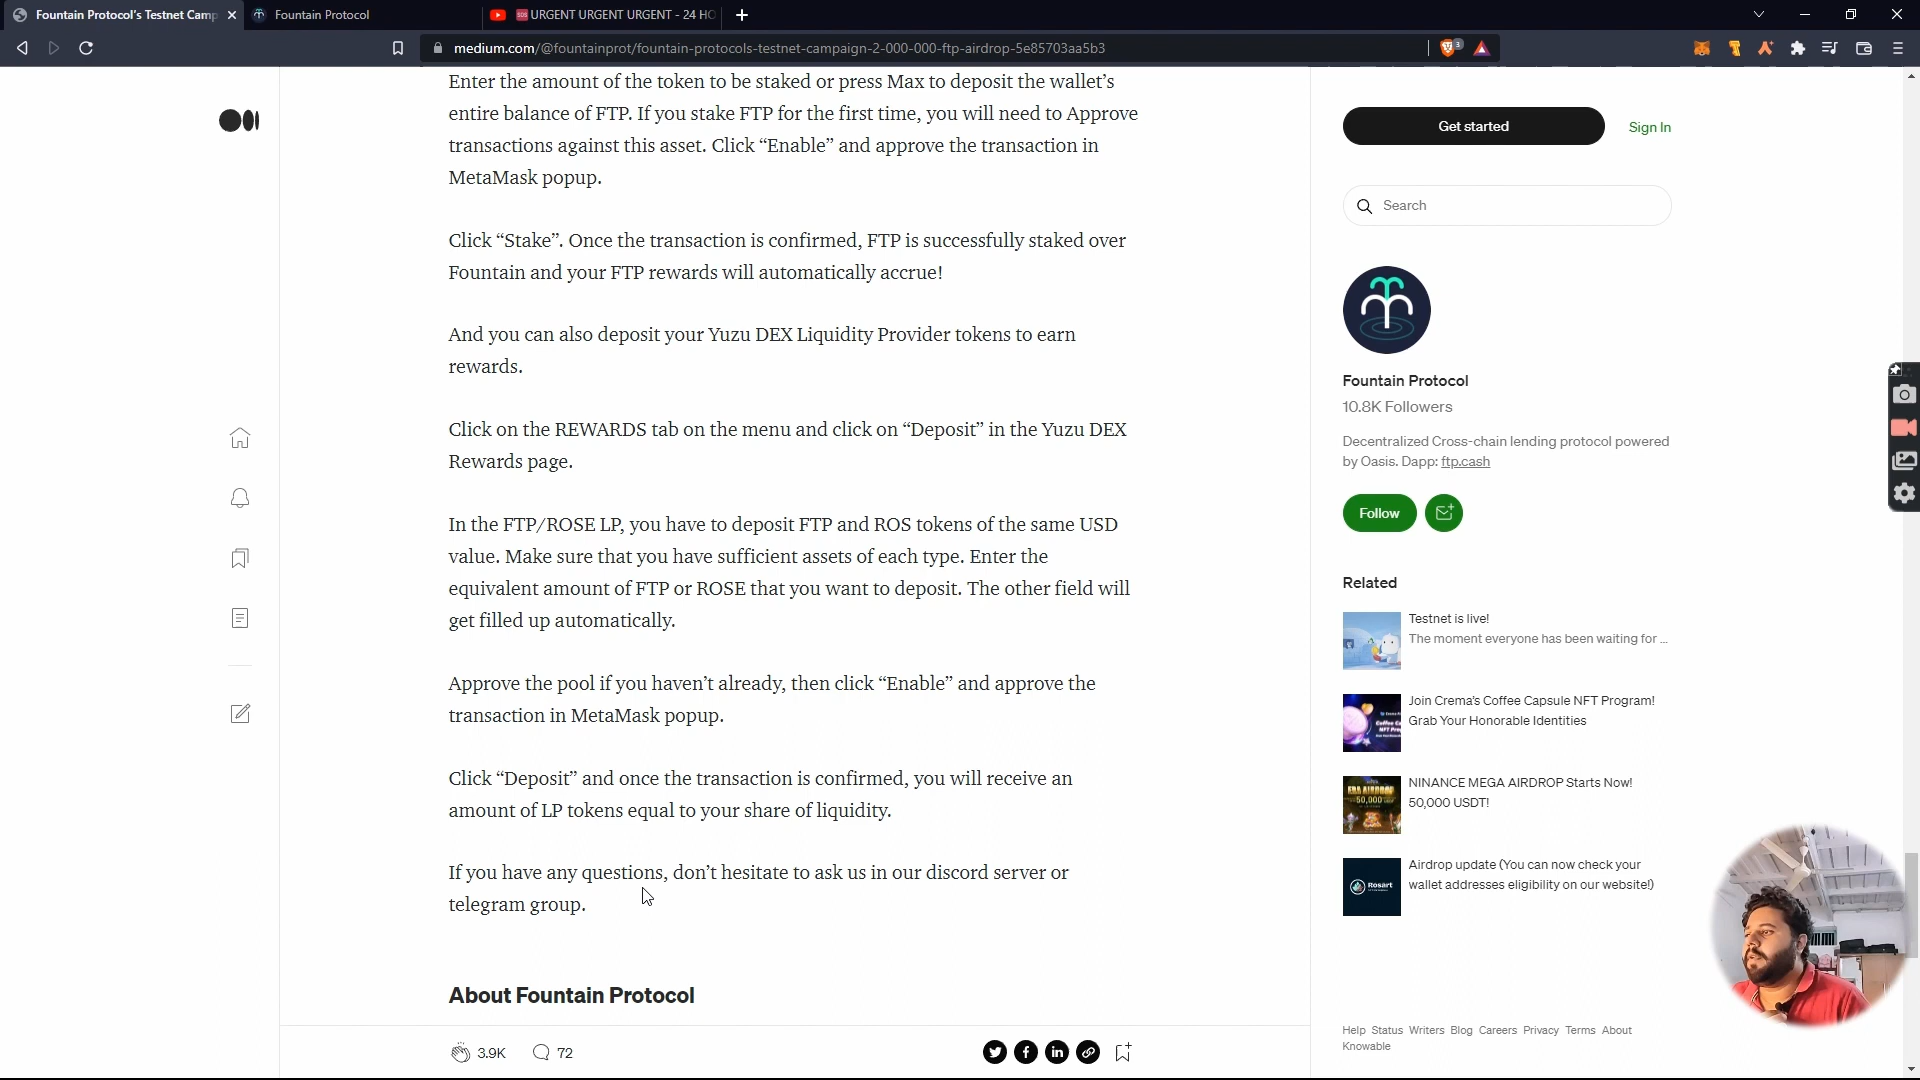 Fountain Protocol's Testnet Camp
Fountain Protocol
URGENT URGENT URGENT - 24 HO
medium.com/@fountainprot/fountain-protocols-testnet-campaign-2-000-000-ftp-airdrop-5e85703aa5b3
Enter the amount of the token to be staked or press Max to deposit the wallet’s
entire balance of FTP. If you stake FTP for the first time, you will need to Approve
transactions against this asset. Click “Enable” and approve the transaction in
MetaMask popup.
Click “Stake”. Once the transaction is confirmed, FTP is successfully staked over
Fountain and your FTP rewards will automatically accrue!
And you can also deposit your Yuzu DEX Liquidity Provider tokens to earn
rewards.
Click on the REWARDS tab on the menu and click on “Deposit” in the Yuzu DEX
Rewards page.
In the FTP/ROSE LP, you have to deposit FTP and ROS tokens of the same USD
value. Make sure that you have sufficient assets of each type. Enter the
equivalent amount of FTP or ROSE that you want to deposit. The other field will
get filled up automatically.
Approve the pool if you haven’t already, then click “Enable” and approve the
transaction in MetaMask popup.
Click “Deposit” and once the transaction is confirmed, you will receive an
amount of LP tokens equal to your share of liquidity.
If you have any questions, don’t hesitate to ask us in our discord server or
telegram group.
About Fountain Protocol
3.9K
72
Get started
Sign In
Search
Fountain Protocol
10.8K Followers
Decentralized Cross-chain lending protocol powered
by Oasis. Dapp: ftp.cash
Follow
Related
Testnet is live!
The moment everyone has been waiting for ...
Join Crema’s Coffee Capsule NFT Program!
Grab Your Honorable Identities
NINANCE MEGA AIRDROP Starts Now!
50,000 USDT!
Airdrop update (You can now check your
wallet addresses eligibility on our website!)
Rosart
Help Status Writers Blog Careers Privacy Terms About
Knowable